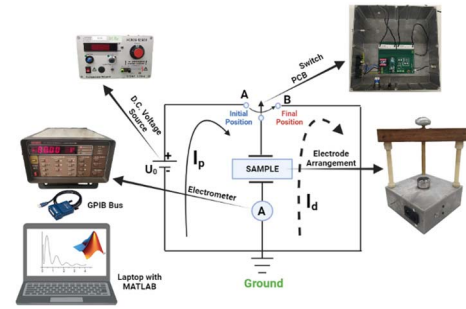 Switch
PCB
A
B
Initial
Position
Final
Position
D.C. Voltage
Source
+
U₀
Iₚ
I_d
SAMPLE
Electrode
Arrangement
Electrometer
A
GPIB Bus
Laptop with
MATLAB
Ground